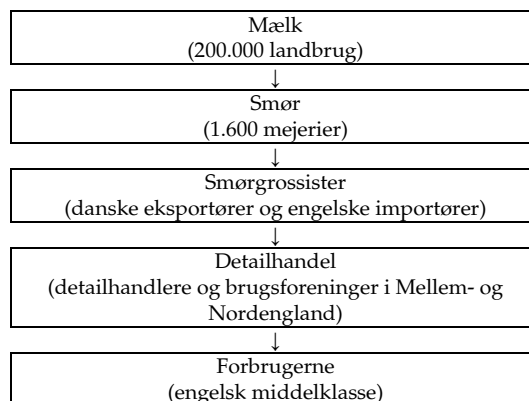 Mælk
(200.000 landbrug)
↓
Smør
(1.600 mejerier)
↓
Smørgrossister
(danske eksportører og engelske importører)
↓
Detailhandel
(detailhandlere og brugsforeninger i Mellem- og
Nordengland)
↓
Forbrugerne
(engelsk middelklasse)